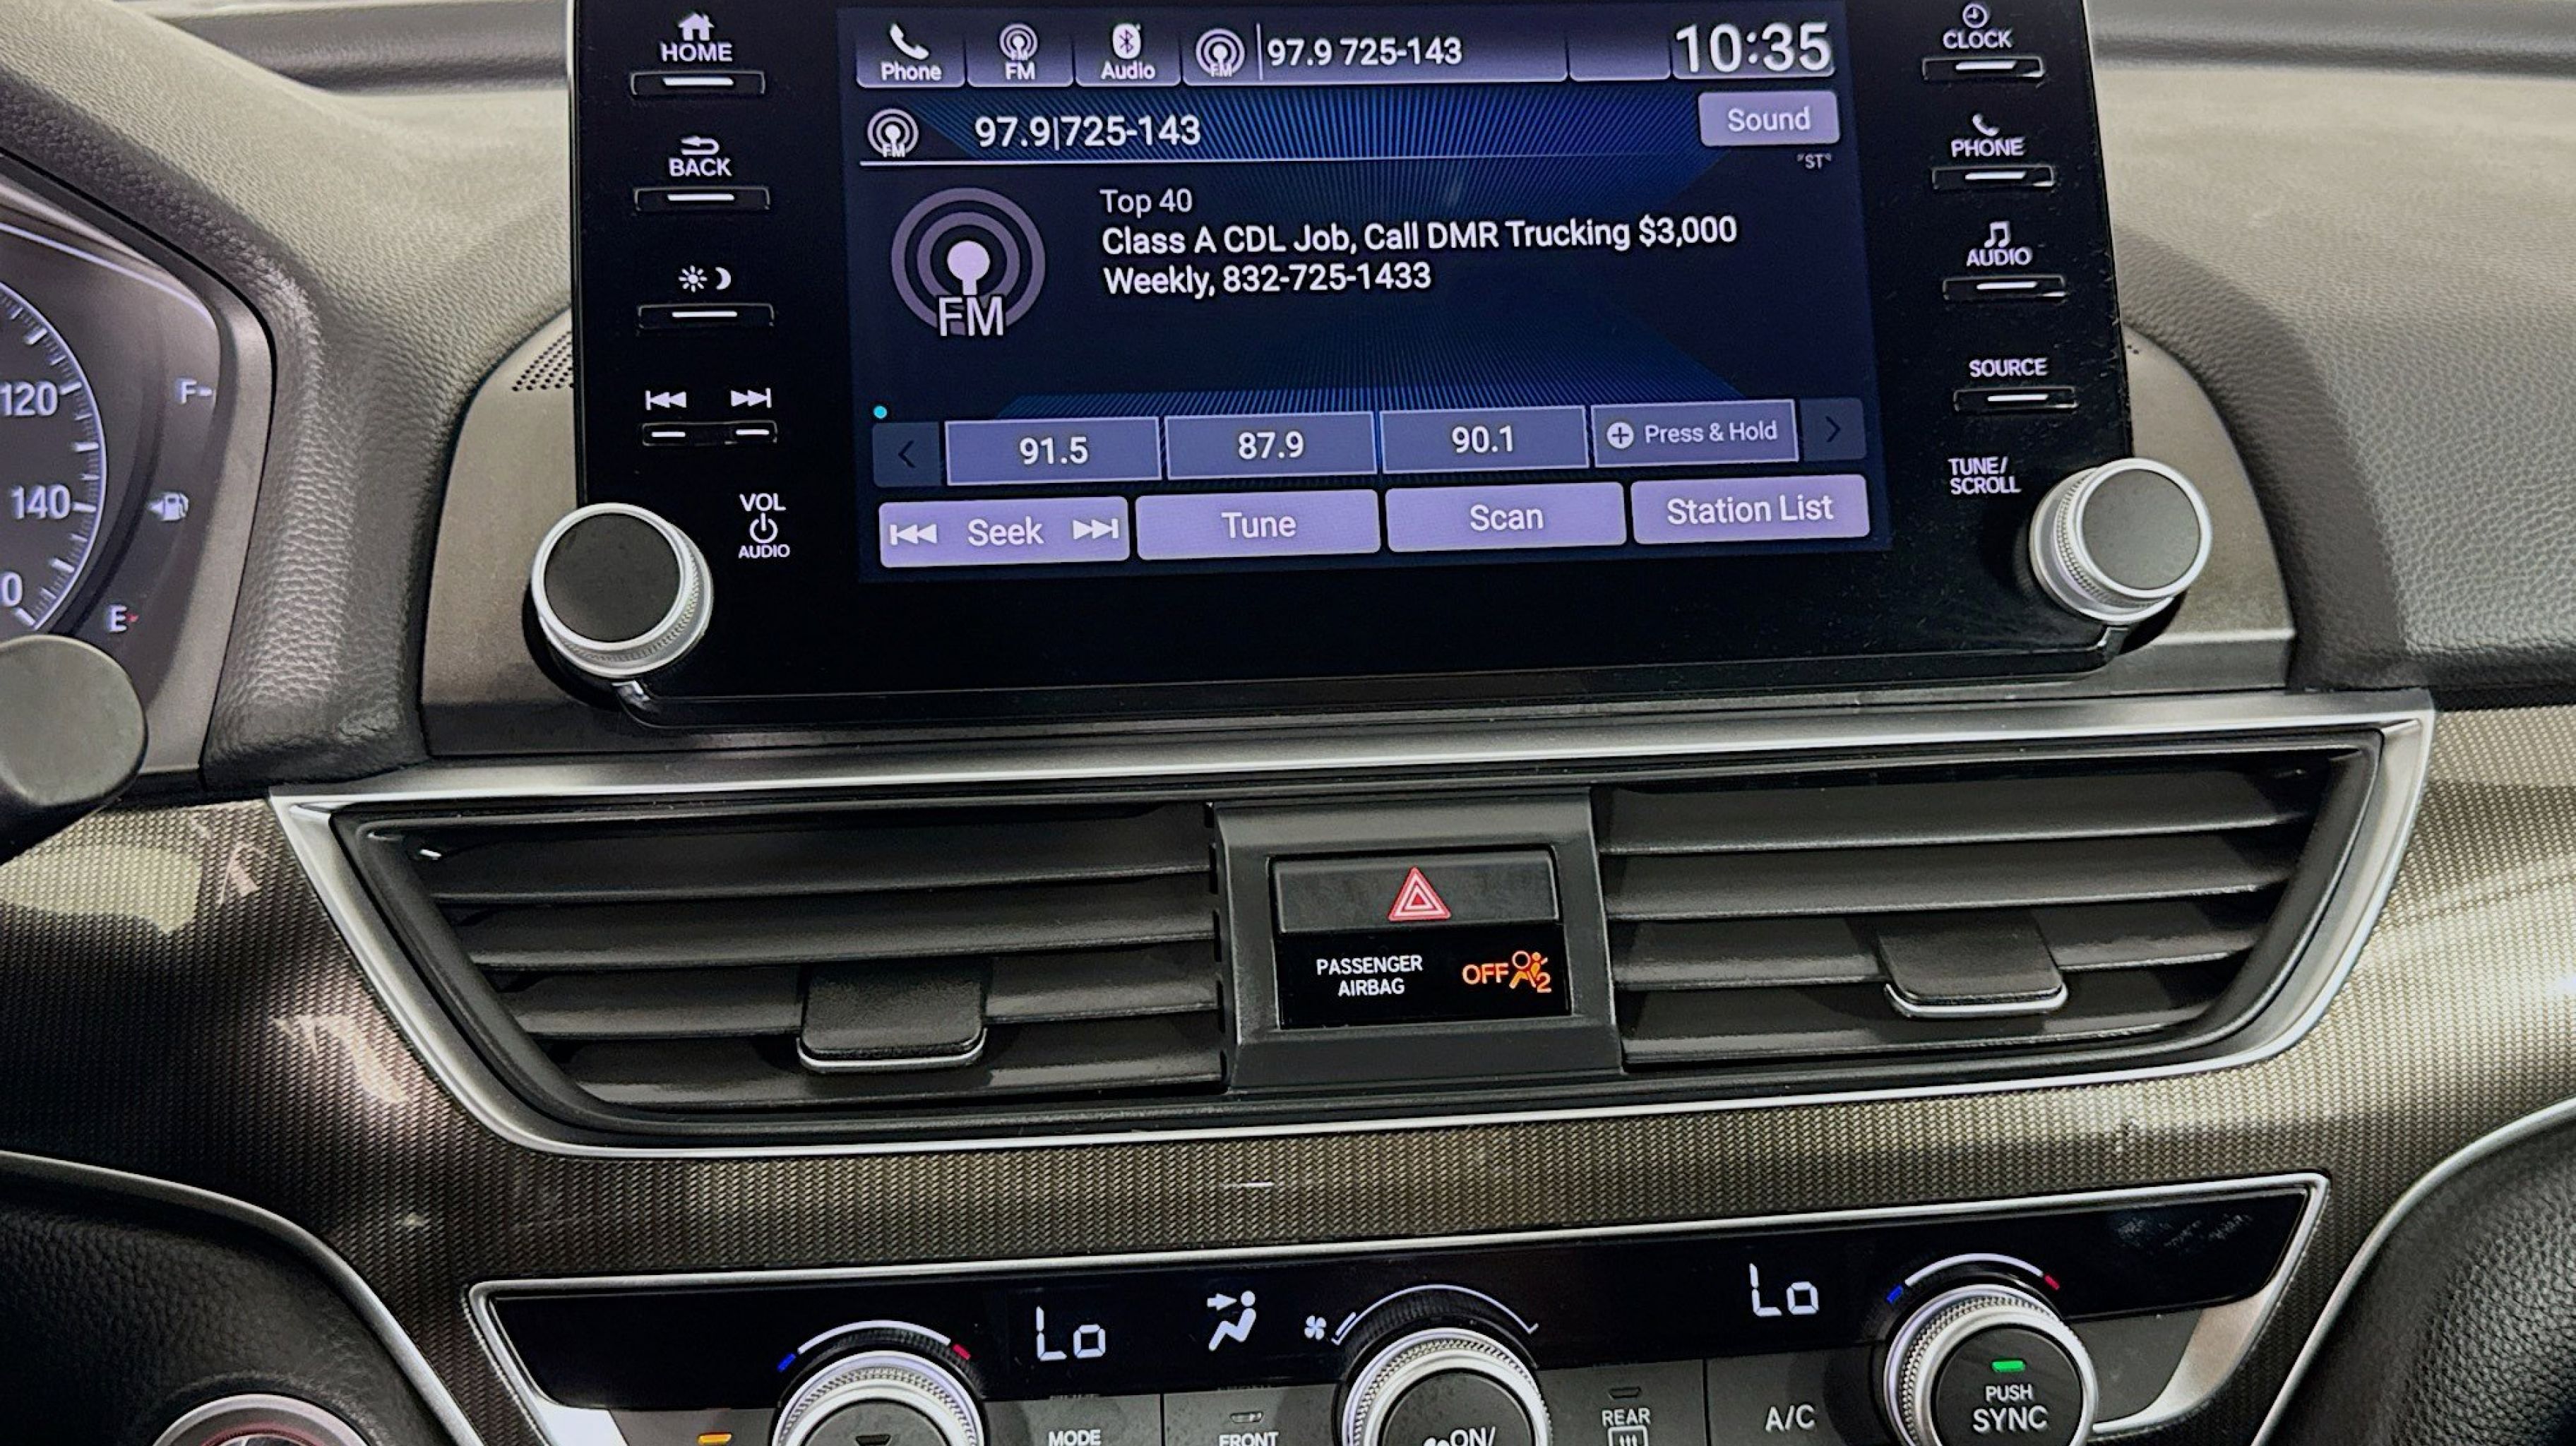 HOME
BACK
VOL
AUDIO
Phone
FM
Audio
FM
97.9 725-143
10:35
FM
97.9|725-143
Sound
"ST"
Top 40
Class A CDL Job, Call DMR Trucking $3,000
Weekly, 832-725-1433
FM
91.5
87.9
90.1
Press & Hold
Seek
Tune
Scan
Station List
CLOCK
PHONE
AUDIO
SOURCE
TUNE/
SCROLL
120
140
F
E
PASSENGER
AIRBAG
OFF
2
Lo
Lo
MODE
FRONT
ON/
REAR
A/C
PUSH
SYNC